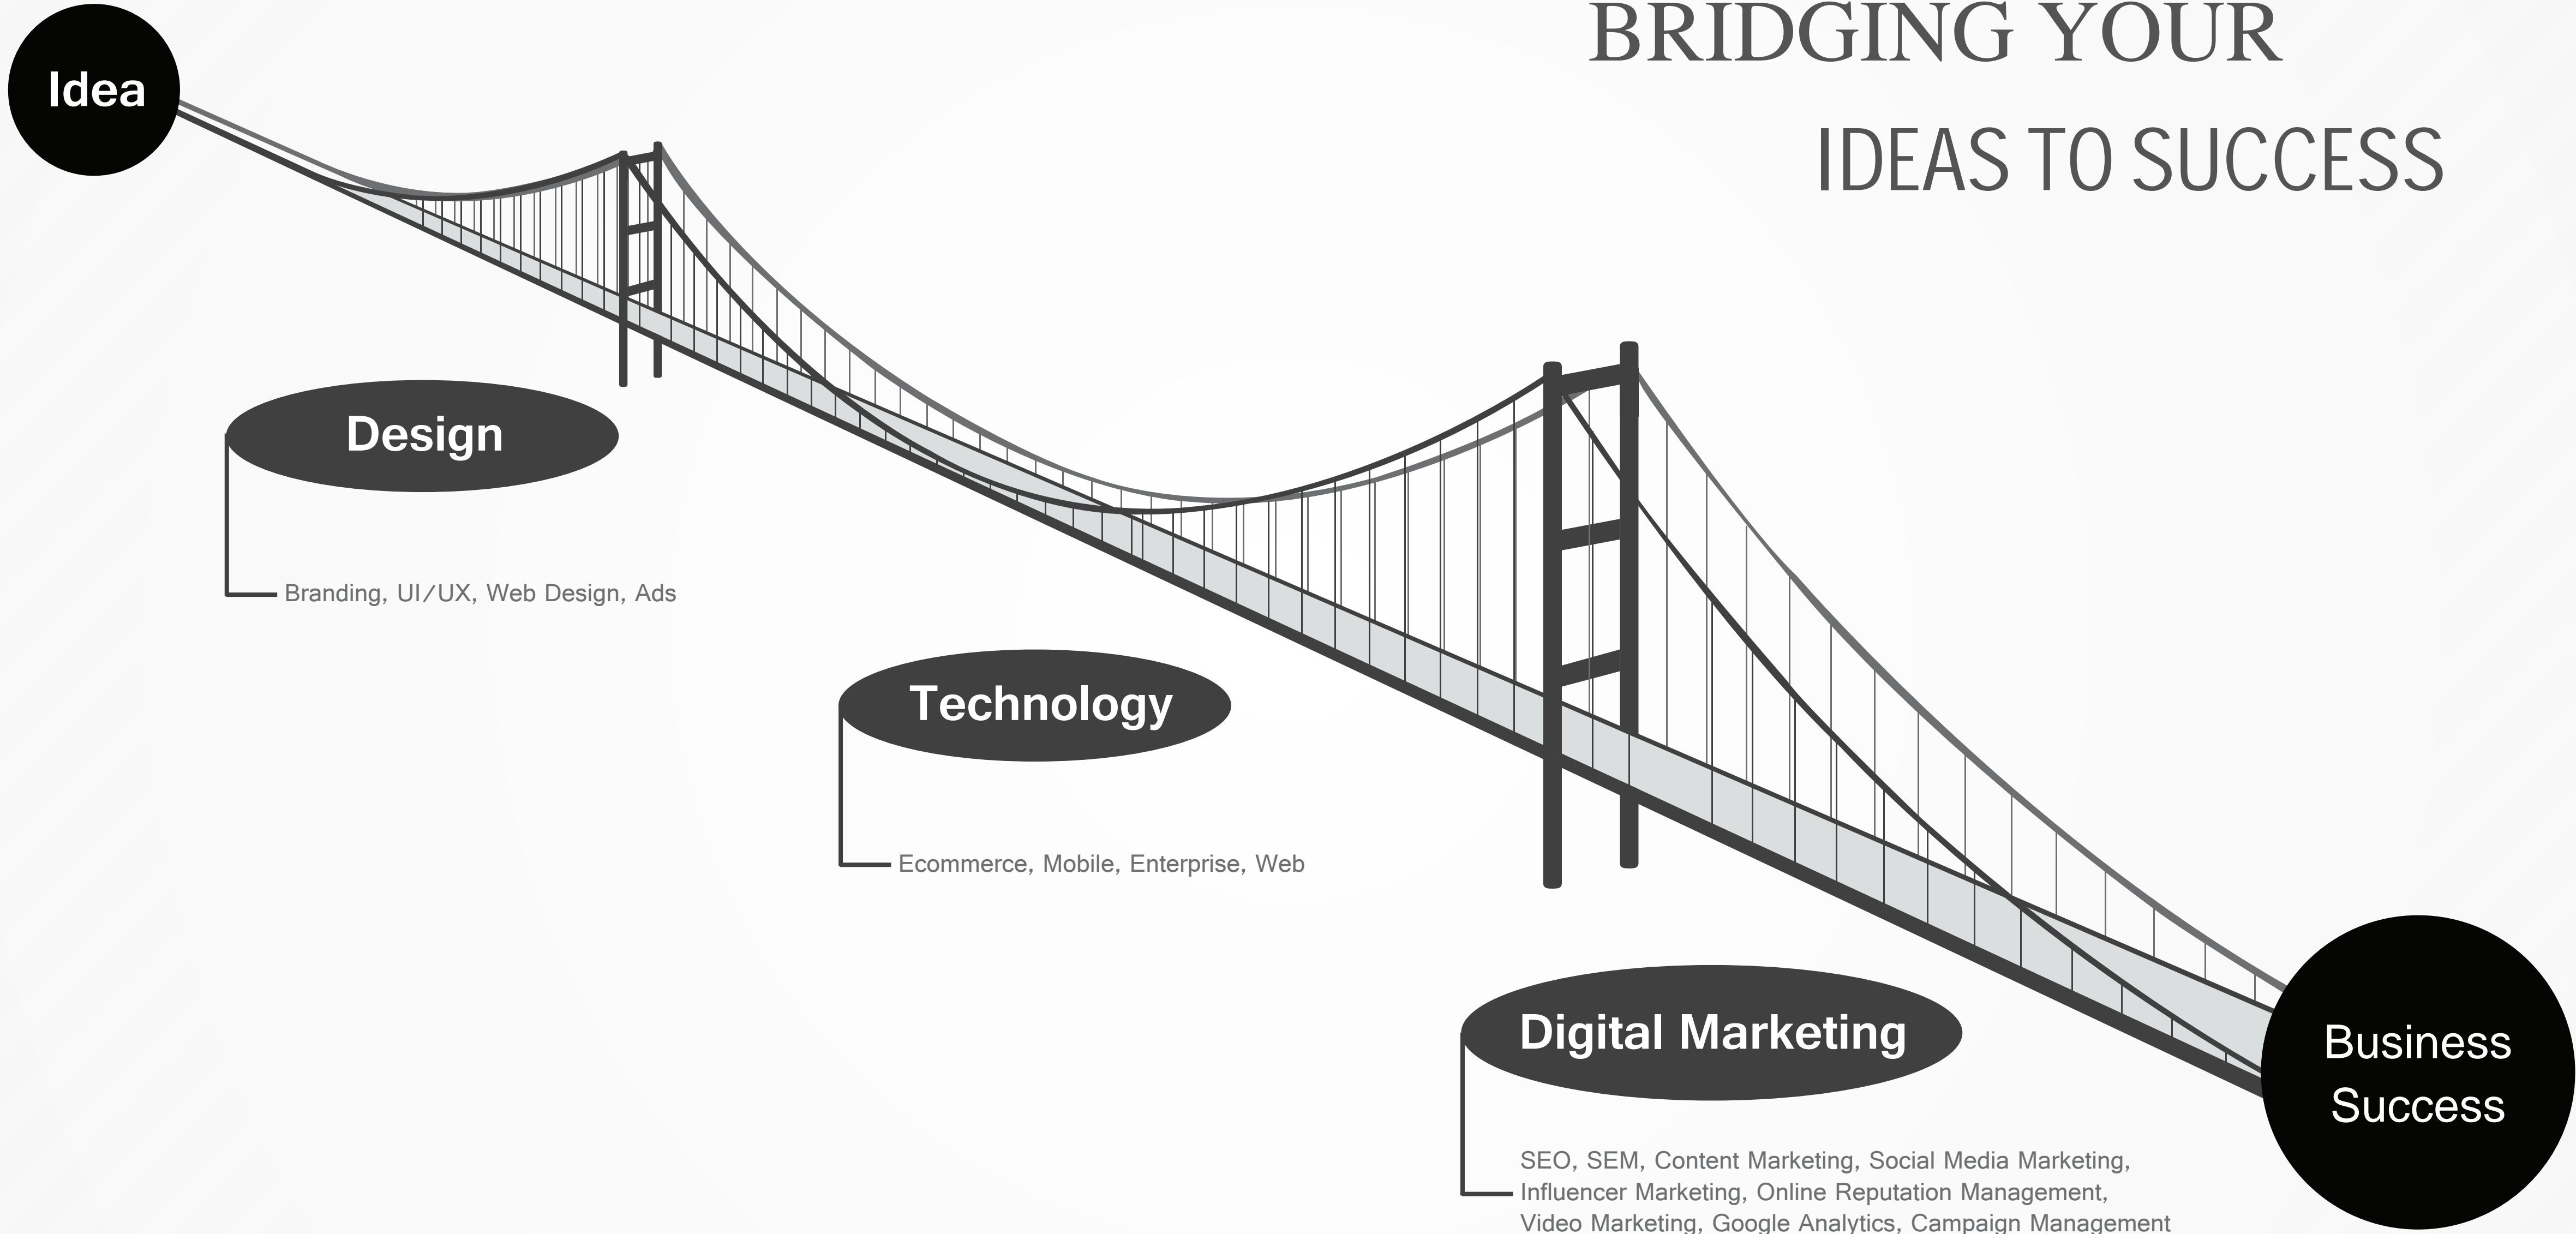 BRIDGING YOUR
IDEAS TO SUCCESS
Idea
Design
Branding, UI/UX, Web Design, Ads
Technology
Ecommerce, Mobile, Enterprise, Web
Digital Marketing
SEO, SEM, Content Marketing, Social Media Marketing,
Influencer Marketing, Online Reputation Management,
Video Marketing, Google Analytics, Campaign Management
Business
Success